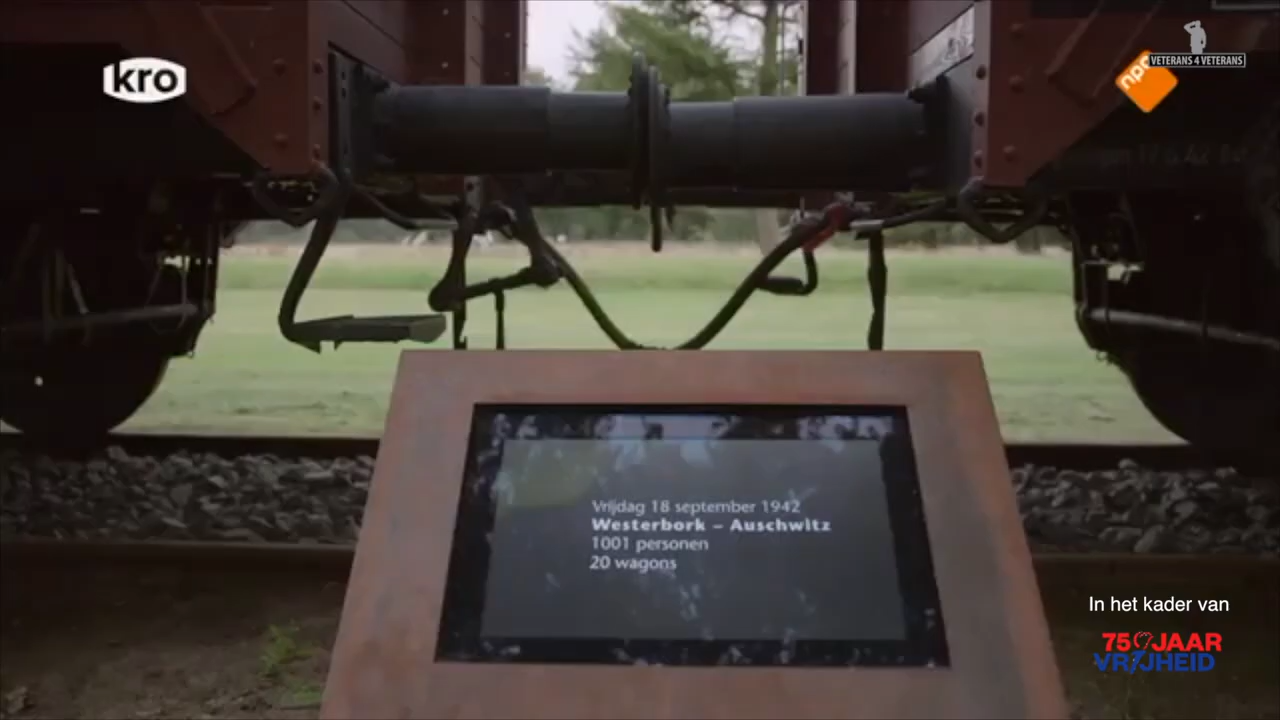 kro
npo
VETERANS 4 VETERANS
Vrijdag 18 september 1942
Westerbork – Auschwitz
1001 personen
20 wagons
In het kader van
75 JAAR
VRIJHEID